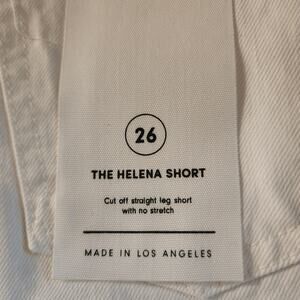 26
THE HELENA SHORT
Cut off straight leg short
with no stretch
MADE IN LOS ANGELES